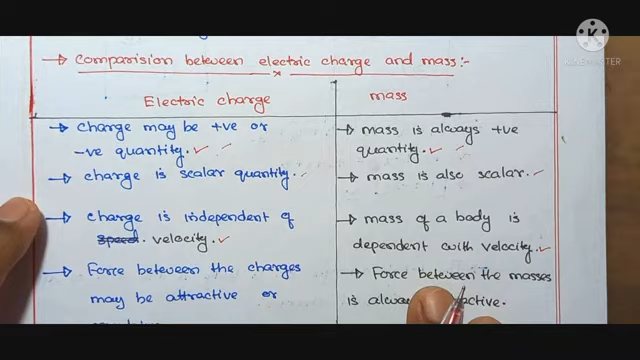 → Comparision between electric charge and mass:-
Electric charge
mass
→ Charge may be +ve or
-ve quantity.
→ mass is always +ve
quantity.
→ charge is scalar quantity.
→ mass is also scalar.
→ Charge is independent of
speed. velocity.
→ mass of a body is
dependent with velocity.
→ Force between the charges
may be attractive or
→ Force between the masses
is
K
KINEMASTER